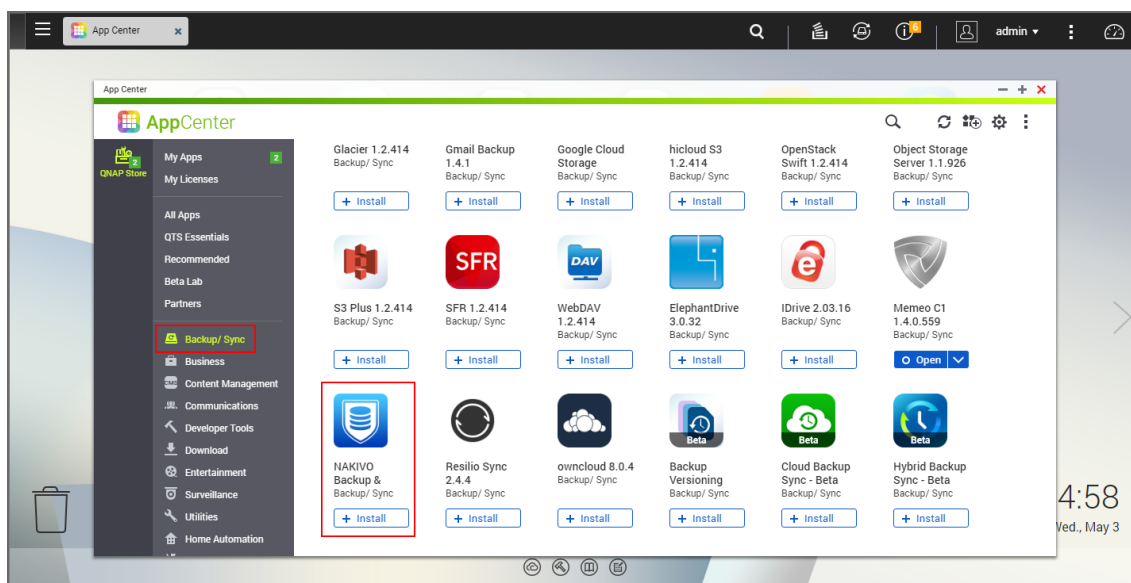 App Center
6
admin
App Center
AppCenter
2
QNAP Store
My Apps
2
My Licenses
All Apps
QTS Essentials
Recommended
Beta Lab
Partners
Backup/ Sync
Business
CMS
Content Management
Communications
Developer Tools
Download
Entertainment
Surveillance
Utilities
Home Automation
Glacier 1.2.414
Backup/ Sync
+ Install
Gmail Backup
1.4.1
Backup/ Sync
+ Install
Google Cloud
Storage
Backup/ Sync
+ Install
hicloud S3
1.2.414
Backup/ Sync
+ Install
OpenStack
Swift 1.2.414
Backup/ Sync
+ Install
Object Storage
Server 1.1.926
Backup/ Sync
+ Install
S3 Plus 1.2.414
Backup/ Sync
+ Install
SFR
SFR 1.2.414
Backup/ Sync
+ Install
DAV
WebDAV
1.2.414
Backup/ Sync
+ Install
ElephantDrive
3.0.32
Backup/ Sync
+ Install
e
IDrive 2.03.16
Backup/ Sync
+ Install
Memeo C1
1.4.0.559
Backup/ Sync
Open
NAKIVO
Backup &
Backup/ Sync
+ Install
Resilio Sync
2.4.4
Backup/ Sync
+ Install
owncloud 8.0.4
Backup/ Sync
+ Install
Beta
Backup
Versioning
Backup/ Sync
+ Install
Beta
Cloud Backup
Sync - Beta
Backup/ Sync
+ Install
Beta
Hybrid Backup
Sync - Beta
Backup/ Sync
+ Install
4:58
Wed., May 3